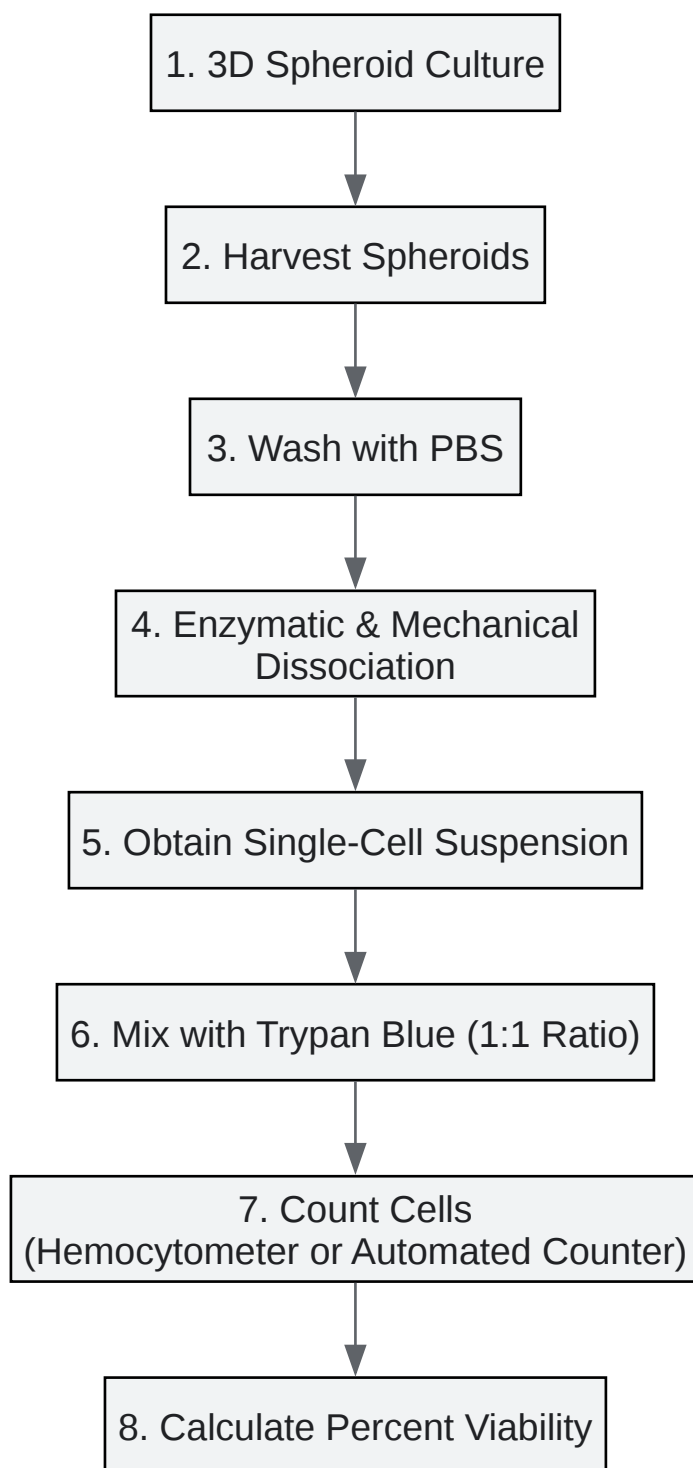 1. 3D Spheroid Culture
2. Harvest Spheroids
3. Wash with PBS
4. Enzymatic & Mechanical
Dissociation
5. Obtain Single-Cell Suspension
6. Mix with Trypan Blue (1:1 Ratio)
7. Count Cells
(Hemocytometer or Automated Counter)
8. Calculate Percent Viability